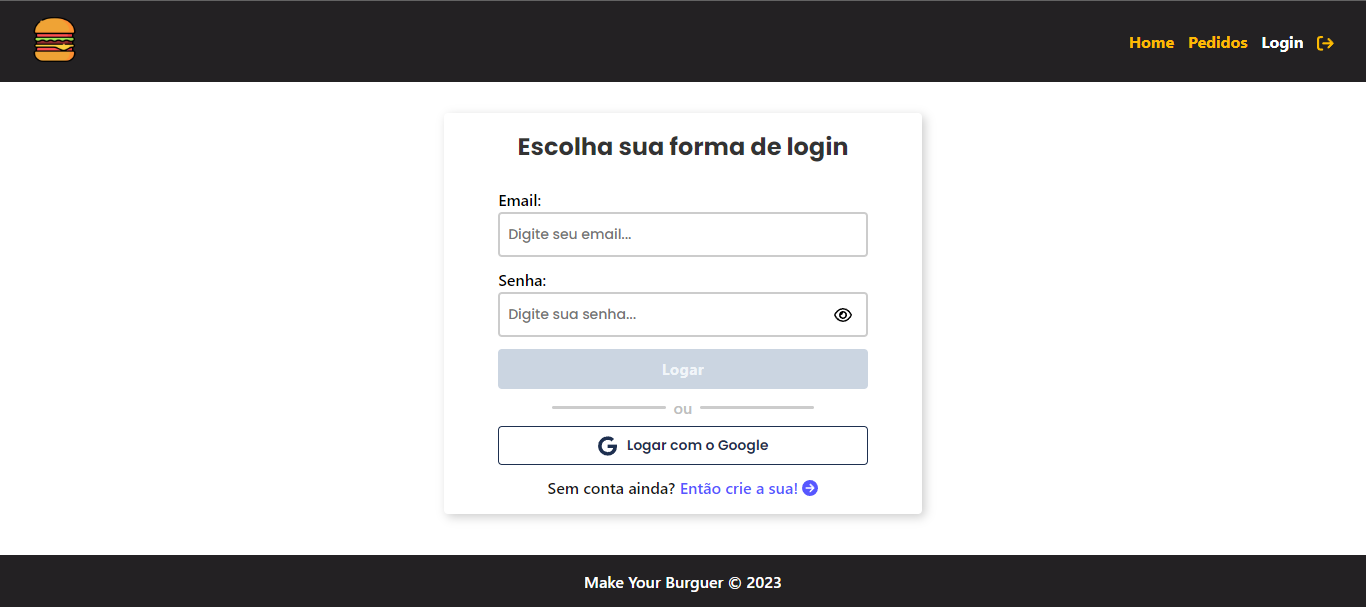 Home Pedidos Login
Escolha sua forma de login
Email:
Digite seu email...
Senha:
Digite sua senha...
Logar
ou
G Logar com o Google
Sem conta ainda? Então crie a sua!
Make Your Burguer © 2023